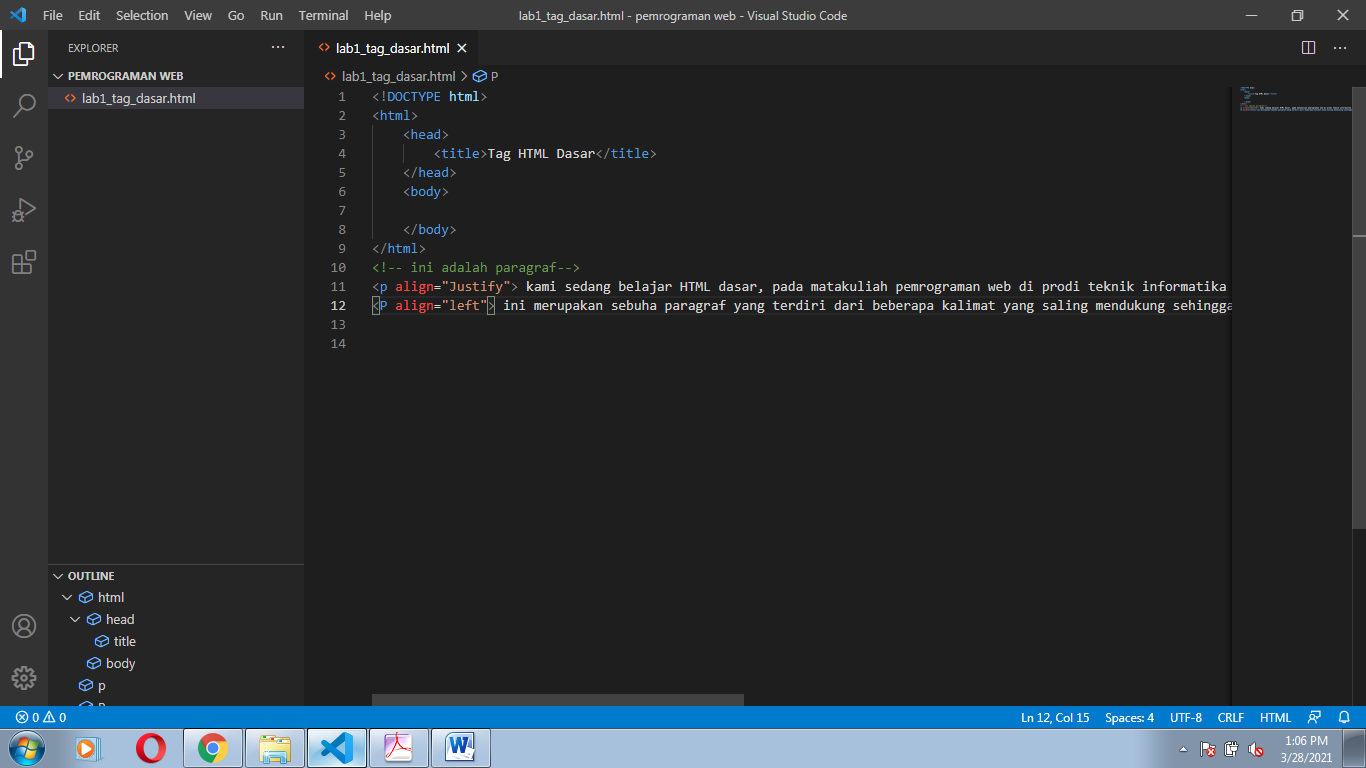 File Edit Selection View Go Run Terminal Help lab1_tag_dasar.html - pemrograman web - Visual Studio Code
EXPLORER
PEMROGRAMAN WEB
lab1_tag_dasar.html
OUTLINE
html
head
title
body
p
lab1_tag_dasar.html
lab1_tag_dasar.html > P
1 <!DOCTYPE html>
2 <html>
3 <head>
4 <title>Tag HTML Dasar</title>
5 </head>
6 <body>
7
8 </body>
9 </html>
10 <!-- ini adalah paragraf-->
11 <p align="Justify"> kami sedang belajar HTML dasar, pada matakuliah pemrograman web di prodi teknik informatika
12 <P align="left"> ini merupakan sebuha paragraf yang terdiri dari beberapa kalimat yang saling mendukung sehingga
13
14
0 0 Ln 12, Col 15 Spaces: 4 UTF-8 CRLF HTML
1:06 PM
3/28/2021